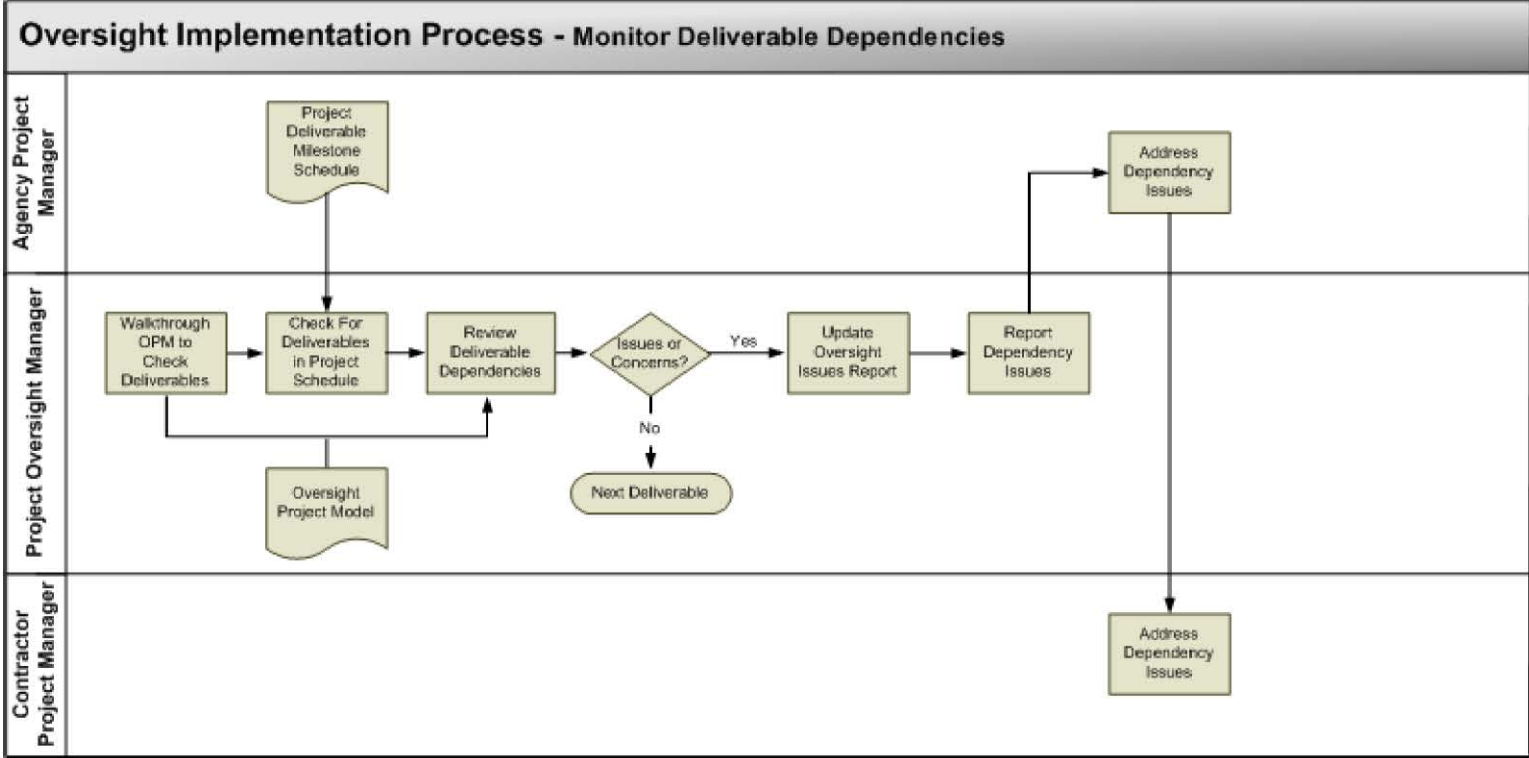 Oversight Implementation Process - Monitor Deliverable Dependencies
Agency Project
Manager
Project
Deliverable
Milestone
Schedule
Address
Dependency
Issues
Project Oversight Manager
Walkthrough
OPM to
Check
Deliverables
Check For
Deliverables
in Project
Schedule
Review
Deliverable
Dependencies
Issues or
Concerns?
Yes
Update
Oversight
Issues Report
Report
Dependency
Issues
No
Next Deliverable
Oversight
Project Model
Contractor
Project Manager
Address
Dependency
Issues